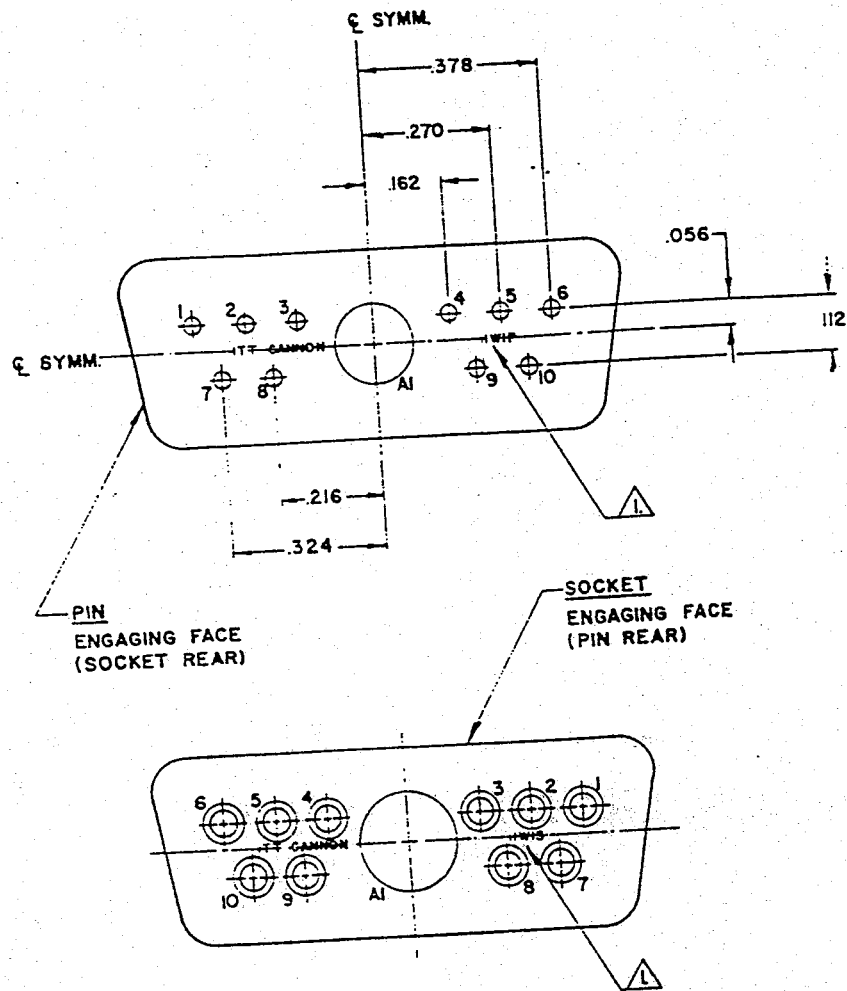 ℄ SYMM.
.378
.270
.162
.056
.112
1 2 3 4 5 6
℄ SYMM.
ITT CANNON
11W1P
7 8 A1 9 10
.216
1.
.324
PIN
ENGAGING FACE
(SOCKET REAR)
SOCKET
ENGAGING FACE
(PIN REAR)
6 5 4 3 2 1
ITT CANNON
11W1S
10 9 A1 8 7
1.